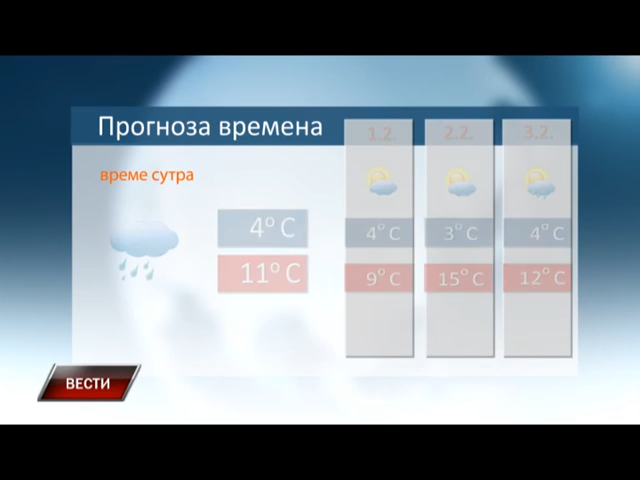 Прогноза времена
време сутра
4° C
11° C
1.2.
2.2.
3.2.
4° C
3° C
4° C
9° C
15° C
12° C
ВЕСТИ